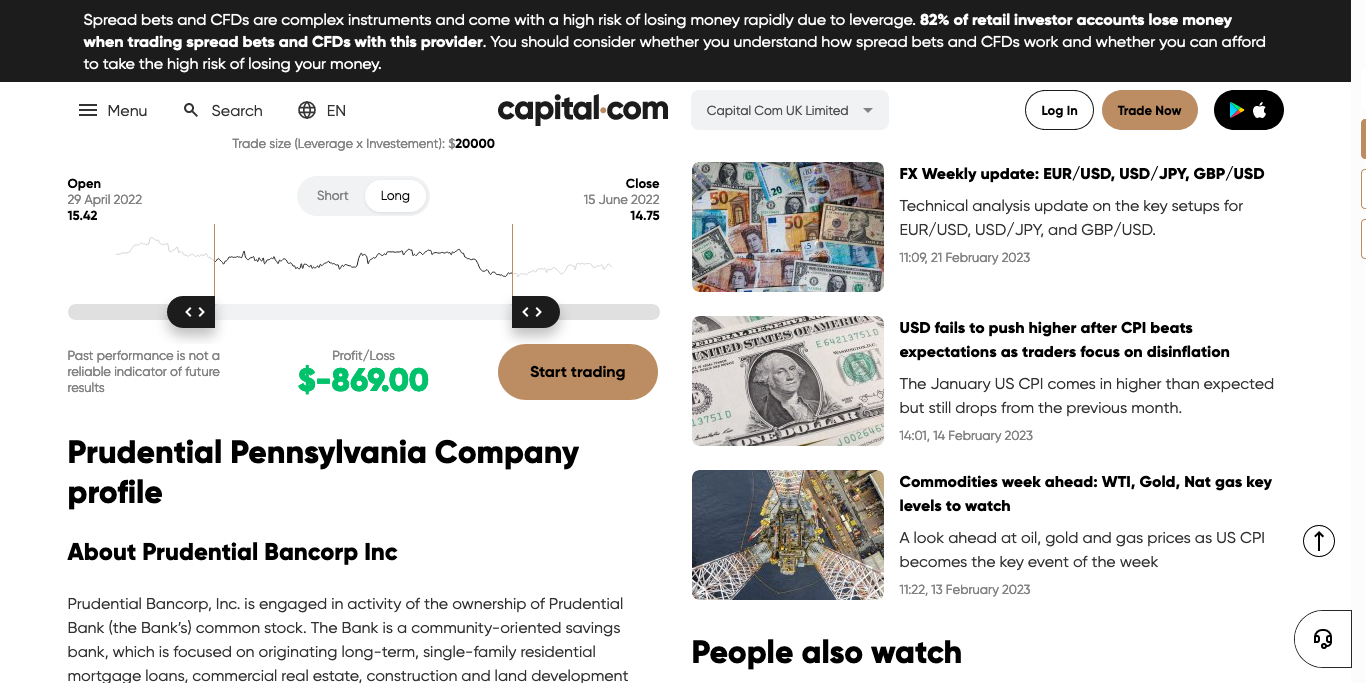 Spread bets and CFDs are complex instruments and come with a high risk of losing money rapidly due to leverage. 82% of retail investor accounts lose money
when trading spread bets and CFDs with this provider. You should consider whether you understand how spread bets and CFDs work and whether you can afford
to take the high risk of losing your money.
Menu
Search
EN
capital.com
Capital Com UK Limited
Log In
Trade Now
Trade size (Leverage x Investement): $20000
Open
29 April 2022
15.42
Short
Long
Close
15 June 2022
14.75
Past performance is not a
reliable indicator of future
results
Profit/Loss
$-869.00
Start trading
Prudential Pennsylvania Company
profile
About Prudential Bancorp Inc
Prudential Bancorp, Inc. is engaged in activity of the ownership of Prudential
Bank (the Bank's) common stock. The Bank is a community-oriented savings
bank, which is focused on originating long-term, single-family residential
mortgage loans, commercial real estate, construction and land development
FX Weekly update: EUR/USD, USD/JPY, GBP/USD
Technical analysis update on the key setups for
EUR/USD, USD/JPY, and GBP/USD.
11:09, 21 February 2023
UNITED STATES OF AMERICA
E 64213751 D
WASHINGTON, D.C.
13751 D
ONE DOLLAR
USD fails to push higher after CPI beats
expectations as traders focus on disinflation
The January US CPI comes in higher than expected
but still drops from the previous month.
14:01, 14 February 2023
Commodities week ahead: WTI, Gold, Nat gas key
levels to watch
A look ahead at oil, gold and gas prices as US CPI
becomes the key event of the week
11:22, 13 February 2023
People also watch